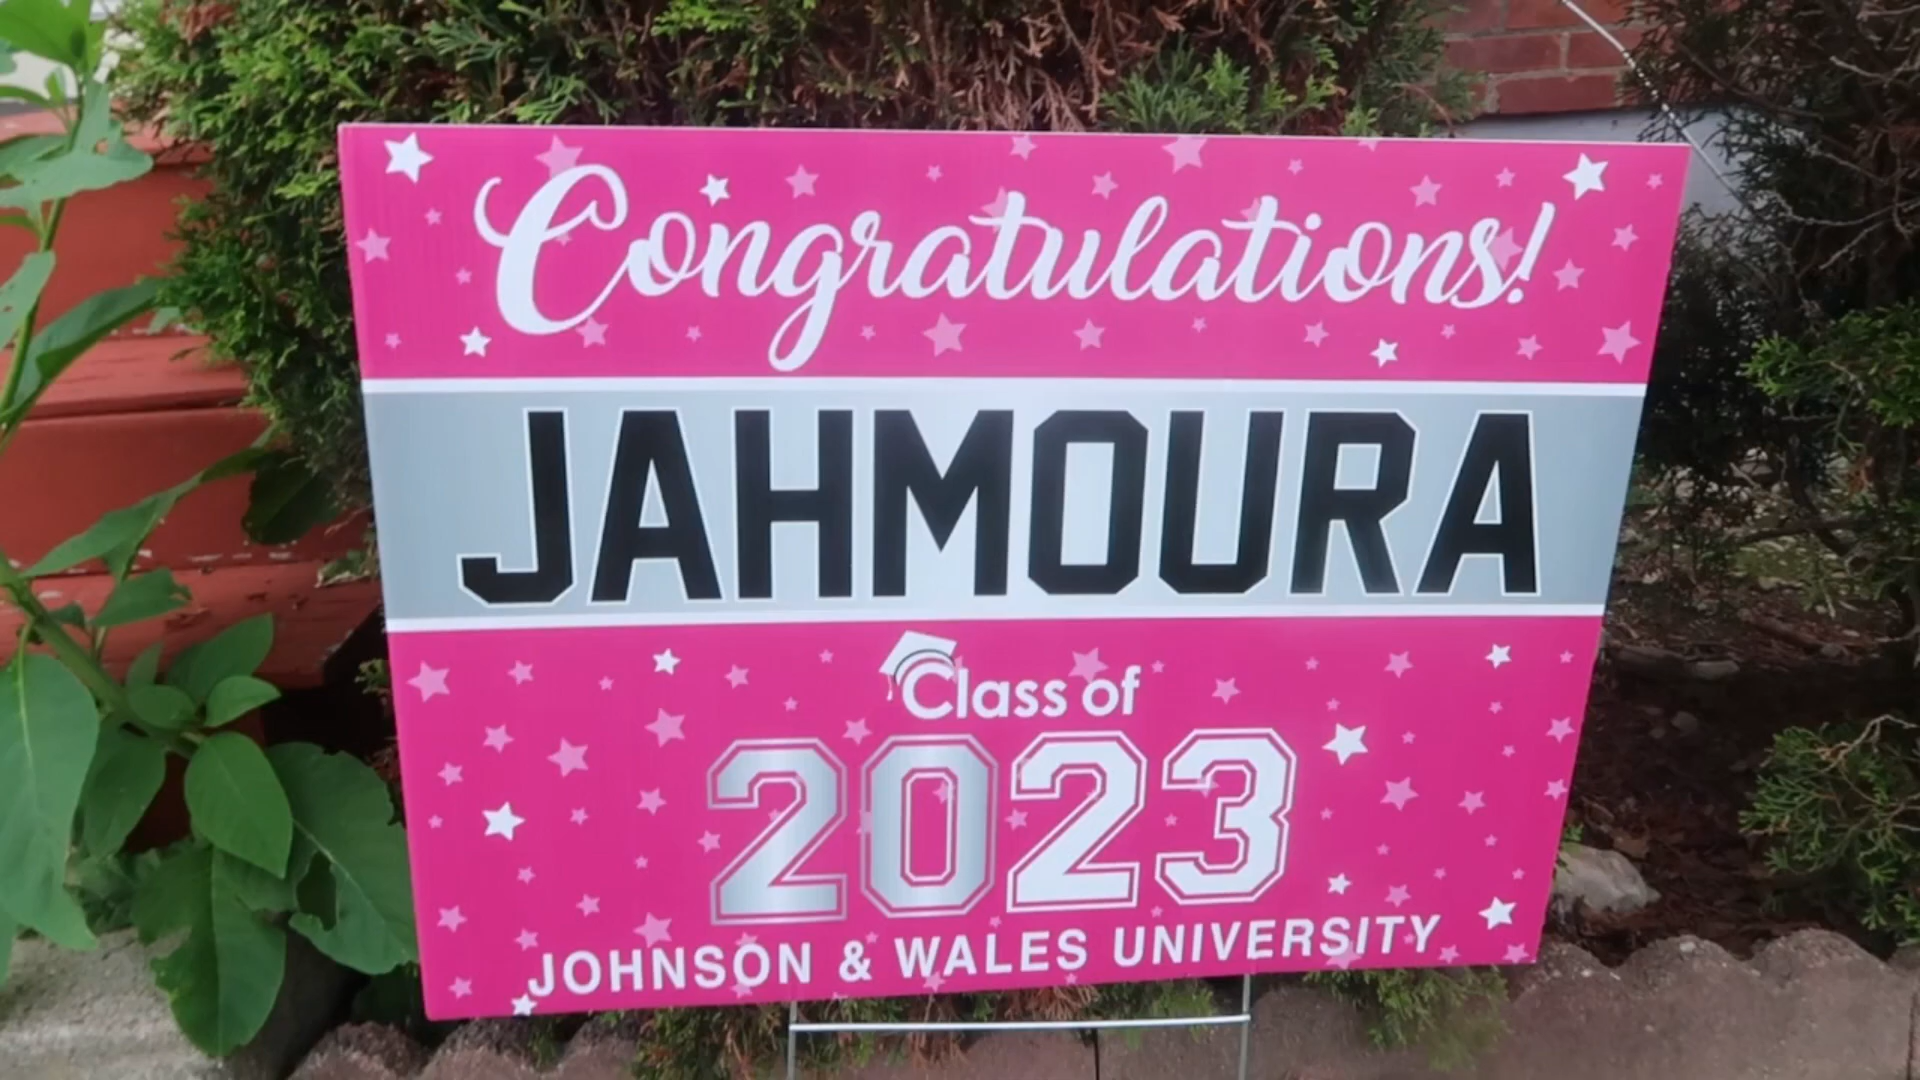 Congratulations!
JAHMOURA
Class of
2023
JOHNSON & WALES UNIVERSITY